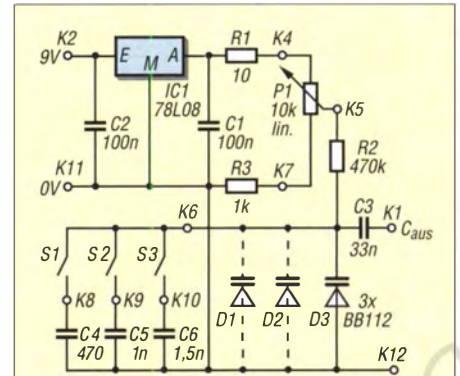 K2
9V
E
M
A
IC1
78L08
R1
10
K4
P1
10k
lin.
K5
C2
100n
C1
100n
R2
470k
K11
0V
R3
1k
K7
K6
C3
33n
K1
Caus
S1
S2
S3
K8
K9
K10
D1
D2
D3
3x
BB112
C4
470
C5
1n
C6
1,5n
K12